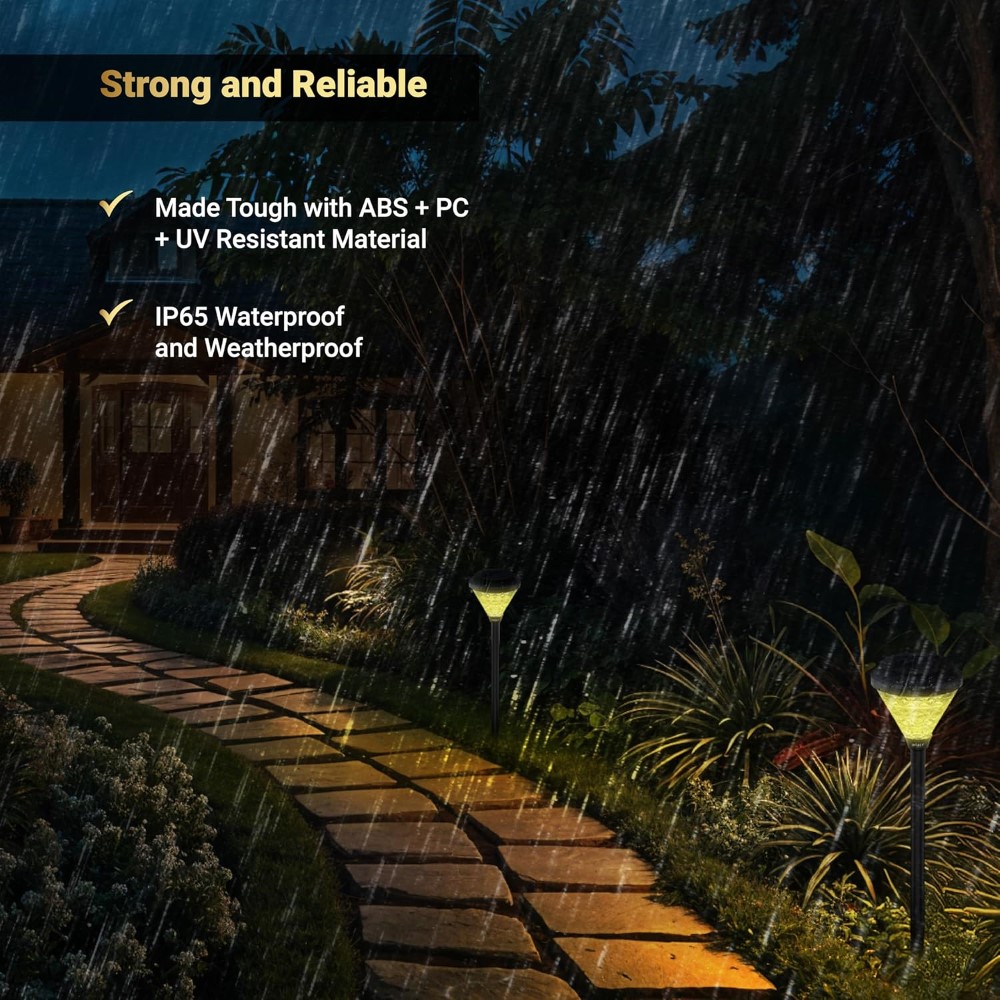 Strong and Reliable
Made Tough with ABS + PC
+ UV Resistant Material
IP65 Waterproof
and Weatherproof